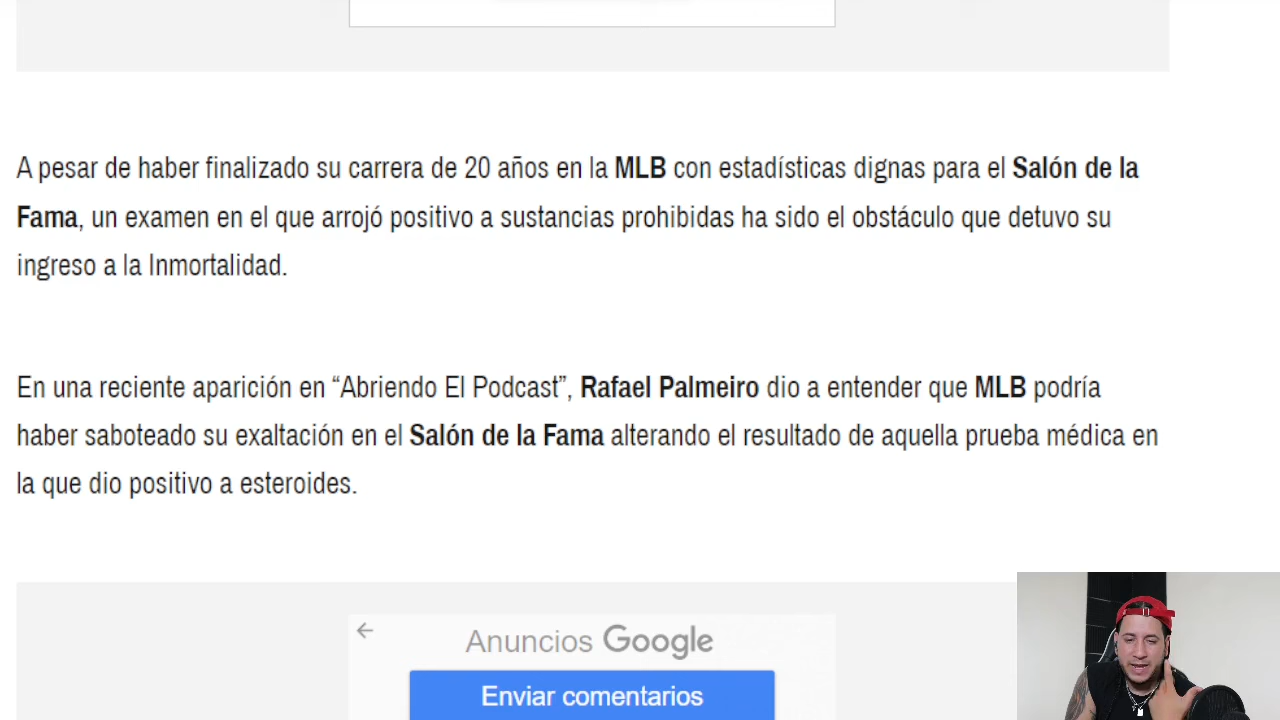 A pesar de haber finalizado su carrera de 20 años en la MLB con estadísticas dignas para el Salón de la
Fama, un examen en el que arrojó positivo a sustancias prohibidas ha sido el obstáculo que detuvo su
ingreso a la Inmortalidad.
En una reciente aparición en “Abriendo El Podcast”, Rafael Palmeiro dio a entender que MLB podría
haber saboteado su exaltación en el Salón de la Fama alterando el resultado de aquella prueba médica en
la que dio positivo a esteroides.
Anuncios Google
Enviar comentarios